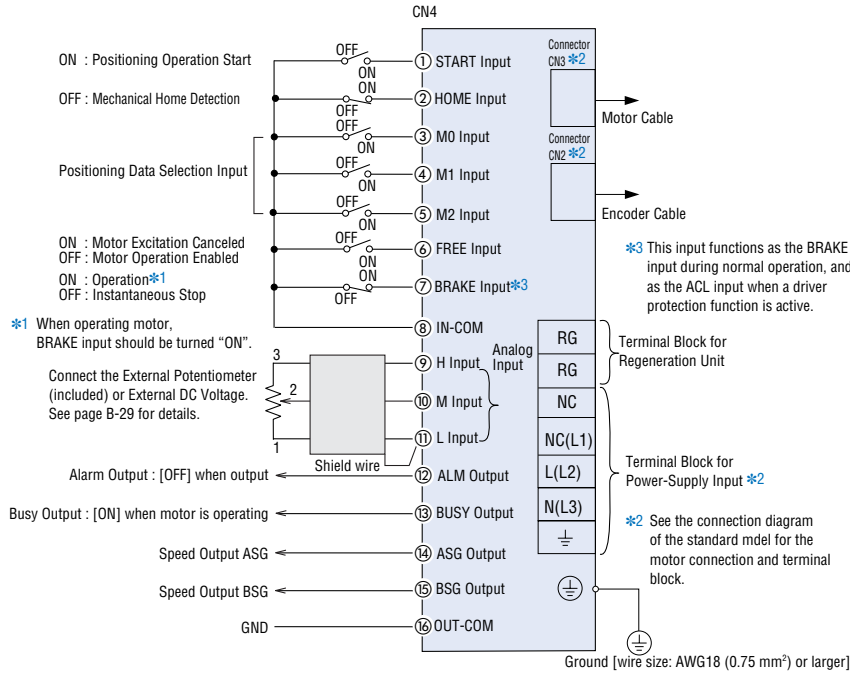 CN4
ON : Positioning Operation Start
OFF
ON
① START Input
OFF : Mechanical Home Detection
OFF
ON
② HOME Input
Positioning Data Selection Input
OFF
ON
③ M0 Input
OFF
ON
④ M1 Input
OFF
ON
⑤ M2 Input
ON : Motor Excitation Canceled
OFF : Motor Operation Enabled
OFF
ON
⑥ FREE Input
ON : Operation✻1
OFF : Instantaneous Stop
ON
OFF
⑦ BRAKE Input✻3
✻1 When operating motor,
BRAKE input should be turned “ON”.
⑧ IN-COM
Connect the External Potentiometer
(included) or External DC Voltage.
See page B-29 for details.
3
2
1
Shield wire
⑨ H Input
⑩ M Input
⑪ L Input
Analog
Input
Alarm Output : [OFF] when output
⑫ ALM Output
Busy Output : [ON] when motor is operating
⑬ BUSY Output
Speed Output ASG
⑭ ASG Output
Speed Output BSG
⑮ BSG Output
GND
⑯ OUT-COM
Connector
CN3 ✻2
Motor Cable
Connector
CN2 ✻2
Encoder Cable
✻3 This input functions as the BRAKE
input during normal operation, and
as the ACL input when a driver
protection function is active.
RG
RG
Terminal Block for
Regeneration Unit
NC
NC(L1)
L(L2)
N(L3)
Terminal Block for
Power-Supply Input ✻2
✻2 See the connection diagram
of the standard mdel for the
motor connection and terminal
block.
Ground [wire size: AWG18 (0.75 mm²) or larger]